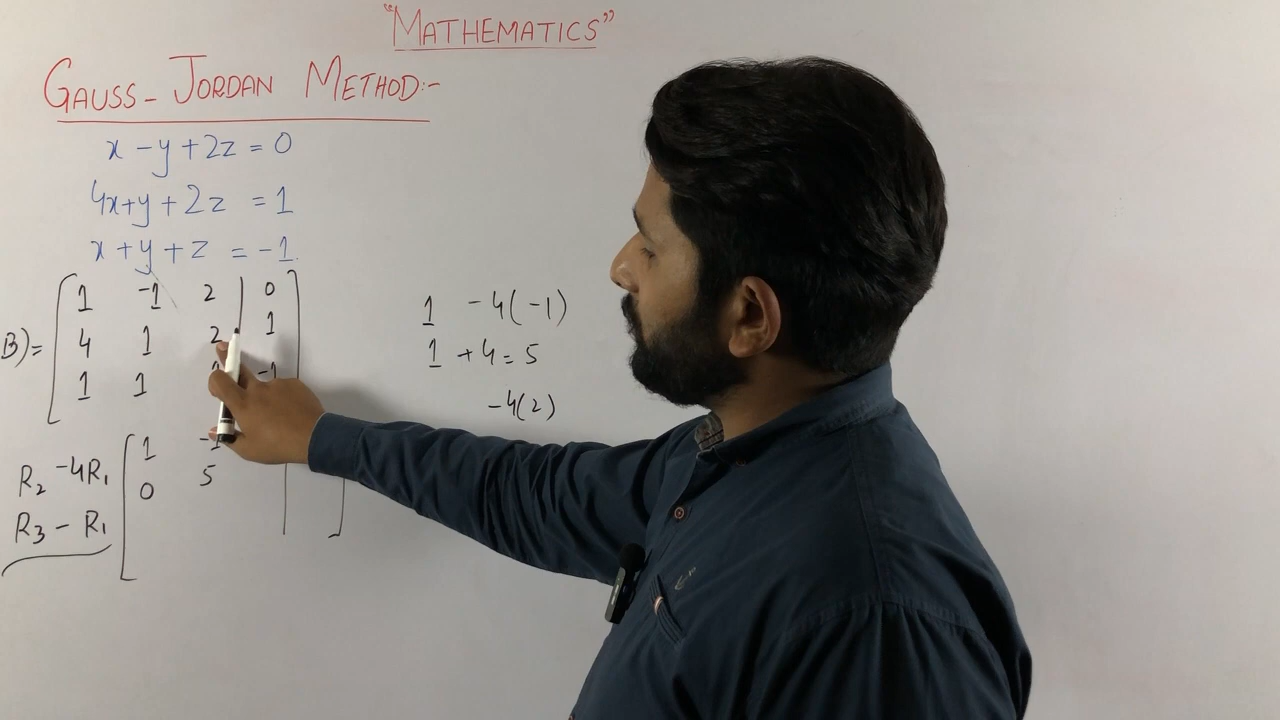 "MATHEMATICS"
GAUSS-JORDAN METHOD:-
x - y + 2z = 0
4x + y + 2z = 1
x + y + z = -1
1 -1 2 | 0
B) = 4 1 2 | 1
1 1 -1
R₂ - 4R₁ 1 -1
0 5
R₃ - R₁
1 -4(-1)
1 + 4 = 5
-4(2)